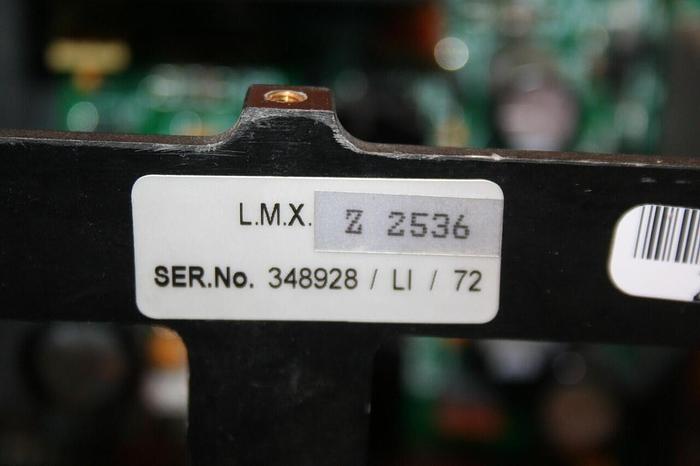 L.M.X. Z 2536
SER.No. 348928 / LI / 72